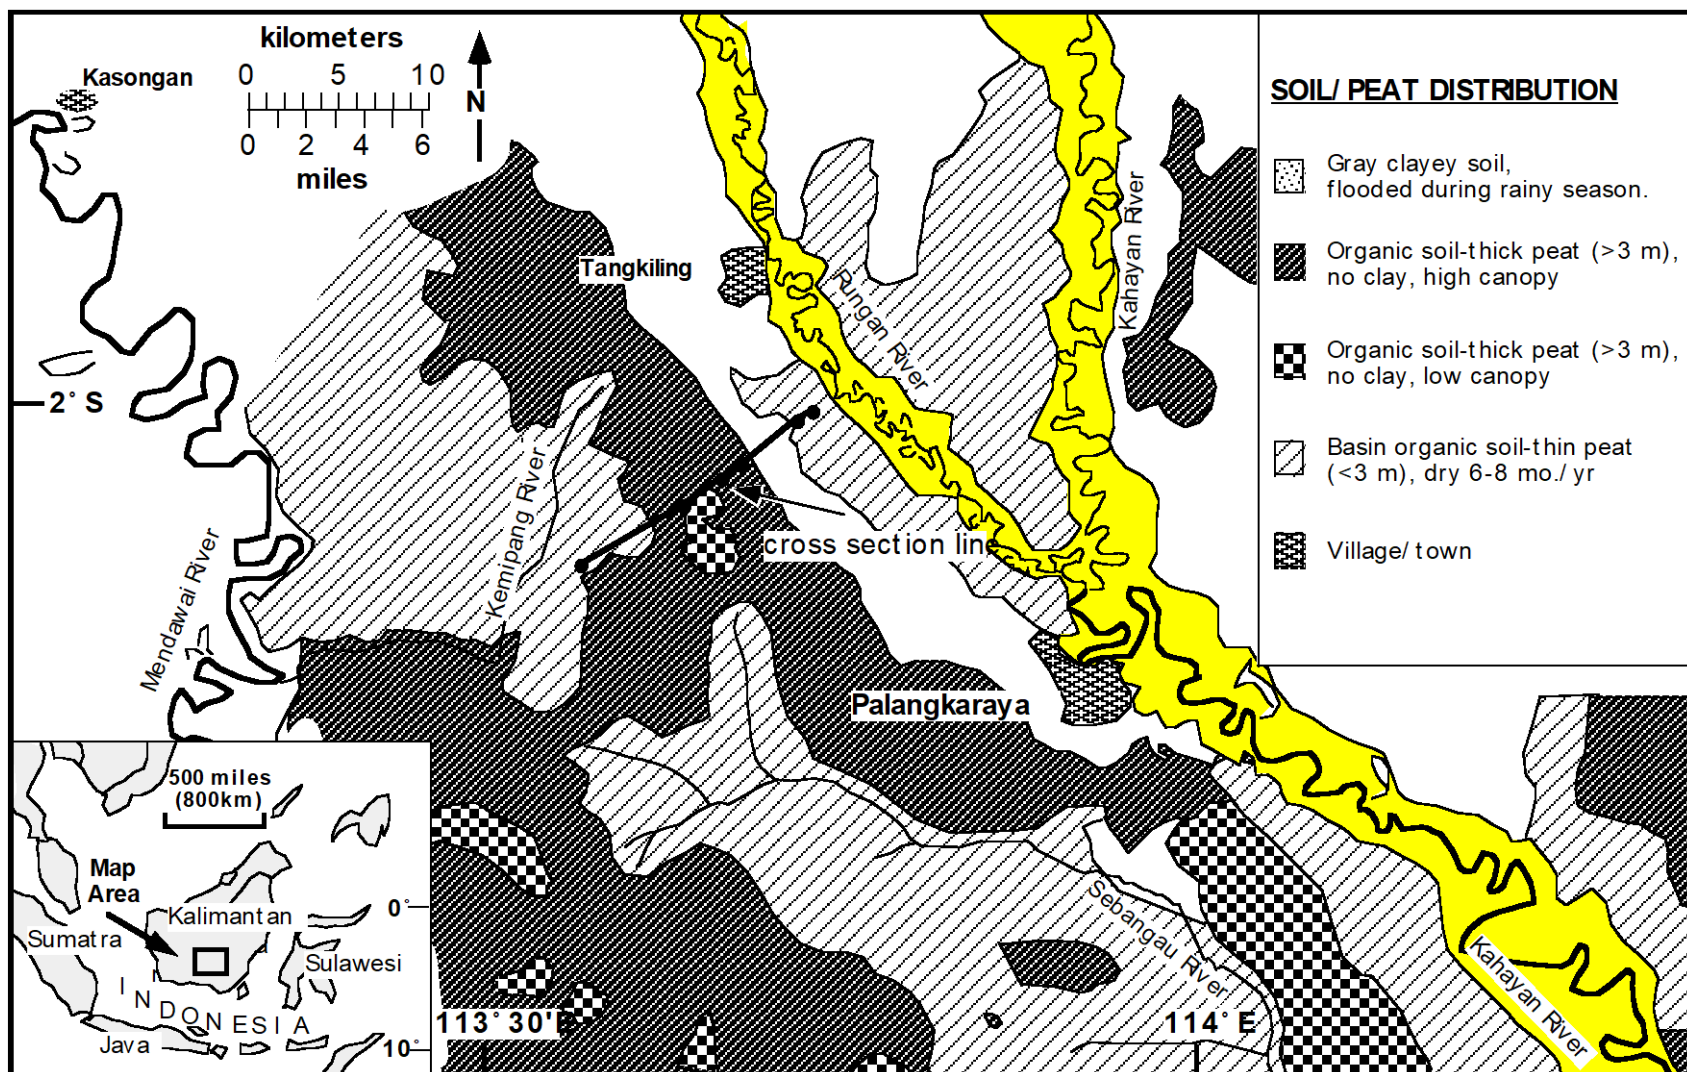 kilometers
0 5 10
N
0 2 4 6
miles
Kasongan
Tangkiling
Rungan River
Kahayan River
2° S
Kemipang River
cross section line
Mendawai River
Palangkaraya
Sebangau River
Kahayan River
113° 30' E
114° E
SOIL/ PEAT DISTRIBUTION
Gray clayey soil,
flooded during rainy season.
Organic soil-thick peat (>3 m),
no clay, high canopy
Organic soil-thick peat (>3 m),
no clay, low canopy
Basin organic soil-thin peat
(<3 m), dry 6-8 mo./ yr
Village/ town
500 miles
(800km)
Map
Area
Kalimantan
0°
Sumatra
Sulawesi
INDONESIA
Java
10°